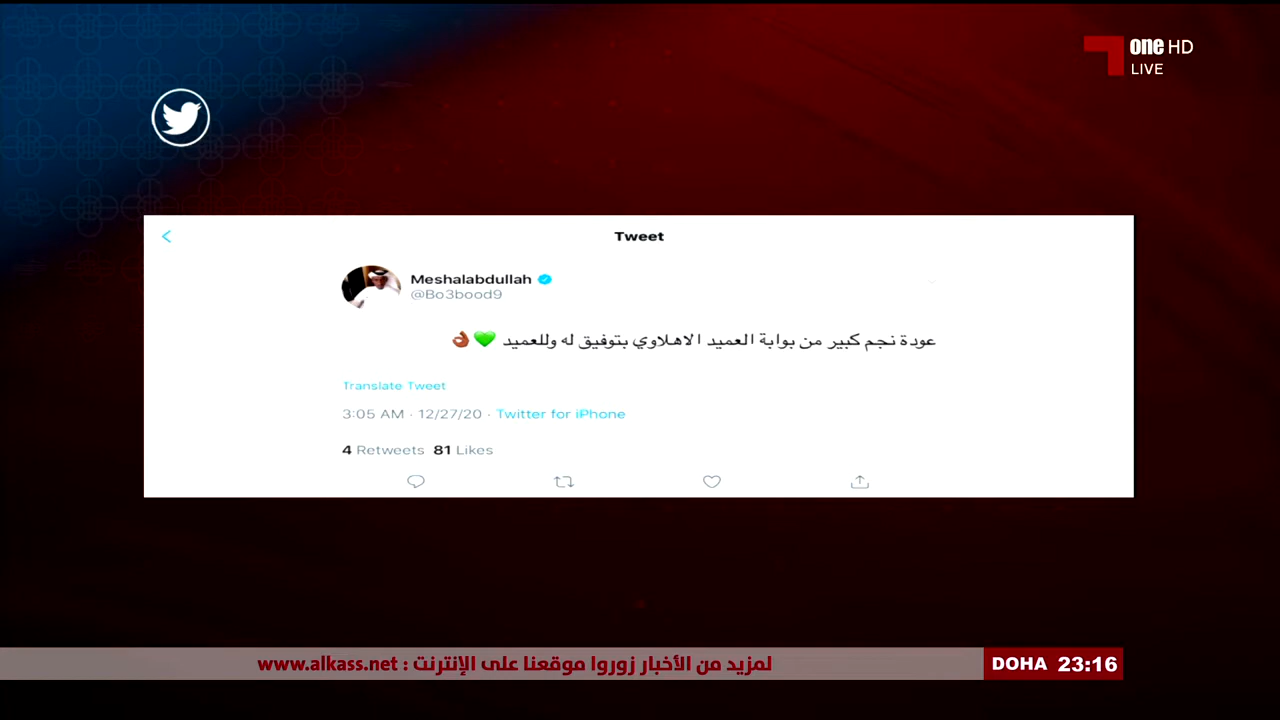 one HD
LIVE
Tweet
Meshalabdullah
@Bo3bood9
عودة نجم كبير من بوابة العميد الاهلاوي بتوفيق له وللعميد 💚👌🏾
Translate Tweet
3:05 AM · 12/27/20 · Twitter for iPhone
4 Retweets 81 Likes
لمزيد من الأخبار زوروا موقعنا على الإنترنت : www.alkass.net
DOHA 23:16